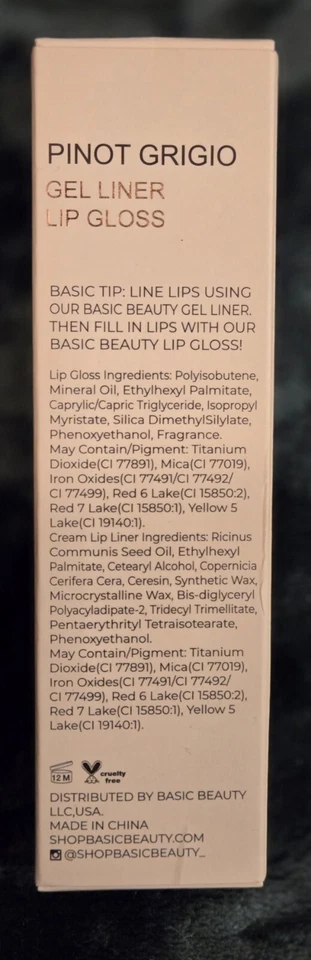 PINOT GRIGIO
GEL LINER
LIP GLOSS
BASIC TIP: LINE LIPS USING
OUR BASIC BEAUTY GEL LINER.
THEN FILL IN LIPS WITH OUR
BASIC BEAUTY LIP GLOSS!
Lip Gloss Ingredients: Polyisobutene,
Mineral Oil, Ethylhexyl Palmitate,
Caprylic/Capric Triglyceride, Isopropyl
Myristate, Silica DimethylSilylate,
Phenoxyethanol, Fragrance.
May Contain/Pigment: Titanium
Dioxide(CI 77891), Mica(CI 77019),
Iron Oxides(CI 77491/CI 77492/
CI 77499), Red 6 Lake(CI 15850:2),
Red 7 Lake(CI 15850:1), Yellow 5
Lake(CI 19140:1).
Cream Lip Liner Ingredients: Ricinus
Communis Seed Oil, Ethylhexyl
Palmitate, Cetearyl Alcohol, Copernicia
Cerifera Cera, Ceresin, Synthetic Wax,
Microcrystalline Wax, Bis-diglyceryl
Polyacyladipate-2, Tridecyl Trimellitate,
Pentaerythrityl Tetraisotearate,
Phenoxyethanol.
May Contain/Pigment: Titanium
Dioxide(CI 77891), Mica(CI 77019),
Iron Oxides(CI 77491/CI 77492/
CI 77499), Red 6 Lake(CI 15850:2),
Red 7 Lake(CI 15850:1), Yellow 5
Lake(CI 19140:1).
12 M
cruelty
free
DISTRIBUTED BY BASIC BEAUTY
LLC,USA.
MADE IN CHINA
SHOPBASICBEAUTY.COM
@SHOPBASICBEAUTY_